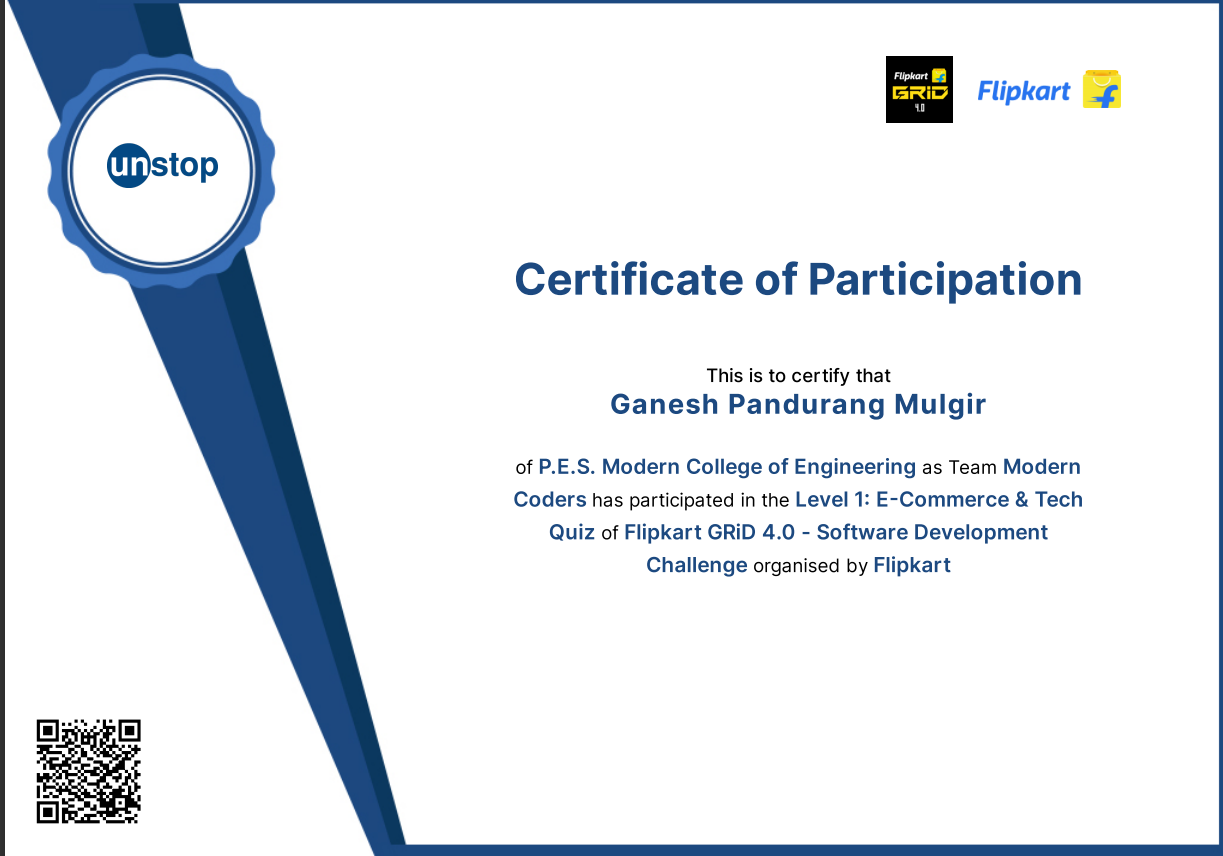 unstop
Flipkart
GRiD
4.0
Flipkart
Certificate of Participation
This is to certify that
Ganesh Pandurang Mulgir
of P.E.S. Modern College of Engineering as Team Modern
Coders has participated in the Level 1: E-Commerce & Tech
Quiz of Flipkart GRiD 4.0 - Software Development
Challenge organised by Flipkart